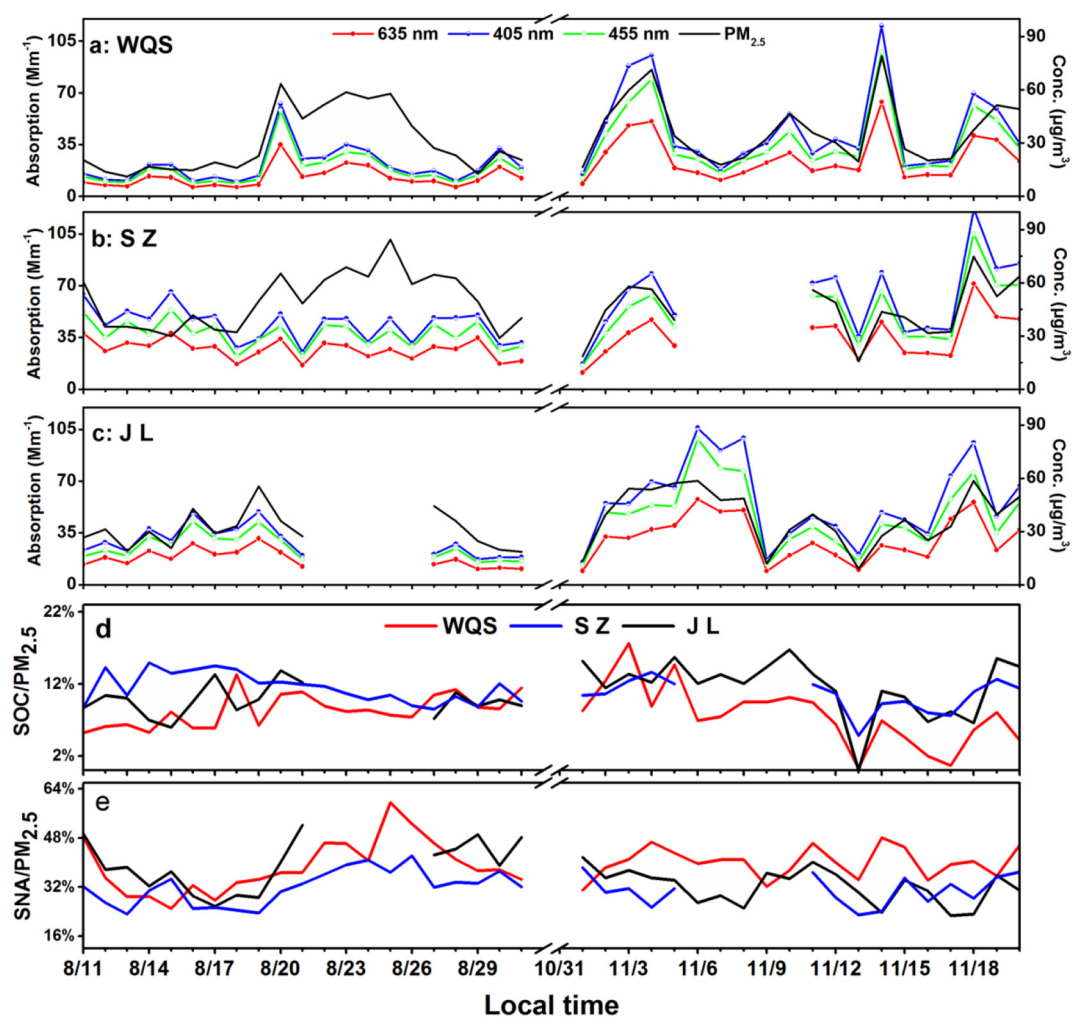 635 nm 405 nm 455 nm PM2.5
a: WQS
Absorption (Mm-1)
105
70
35
0
90
60
30
0
Conc. (μg/m3)
b: S Z
Absorption (Mm-1)
105
70
35
0
90
60
30
0
Conc. (μg/m3)
c: J L
Absorption (Mm-1)
105
70
35
0
90
60
30
0
Conc. (μg/m3)
d
WQS S Z J L
SOC/PM2.5
22%
12%
2%
e
SNA/PM2.5
64%
48%
32%
16%
8/11 8/14 8/17 8/20 8/23 8/26 8/29 10/31 11/3 11/6 11/9 11/12 11/15 11/18
Local time